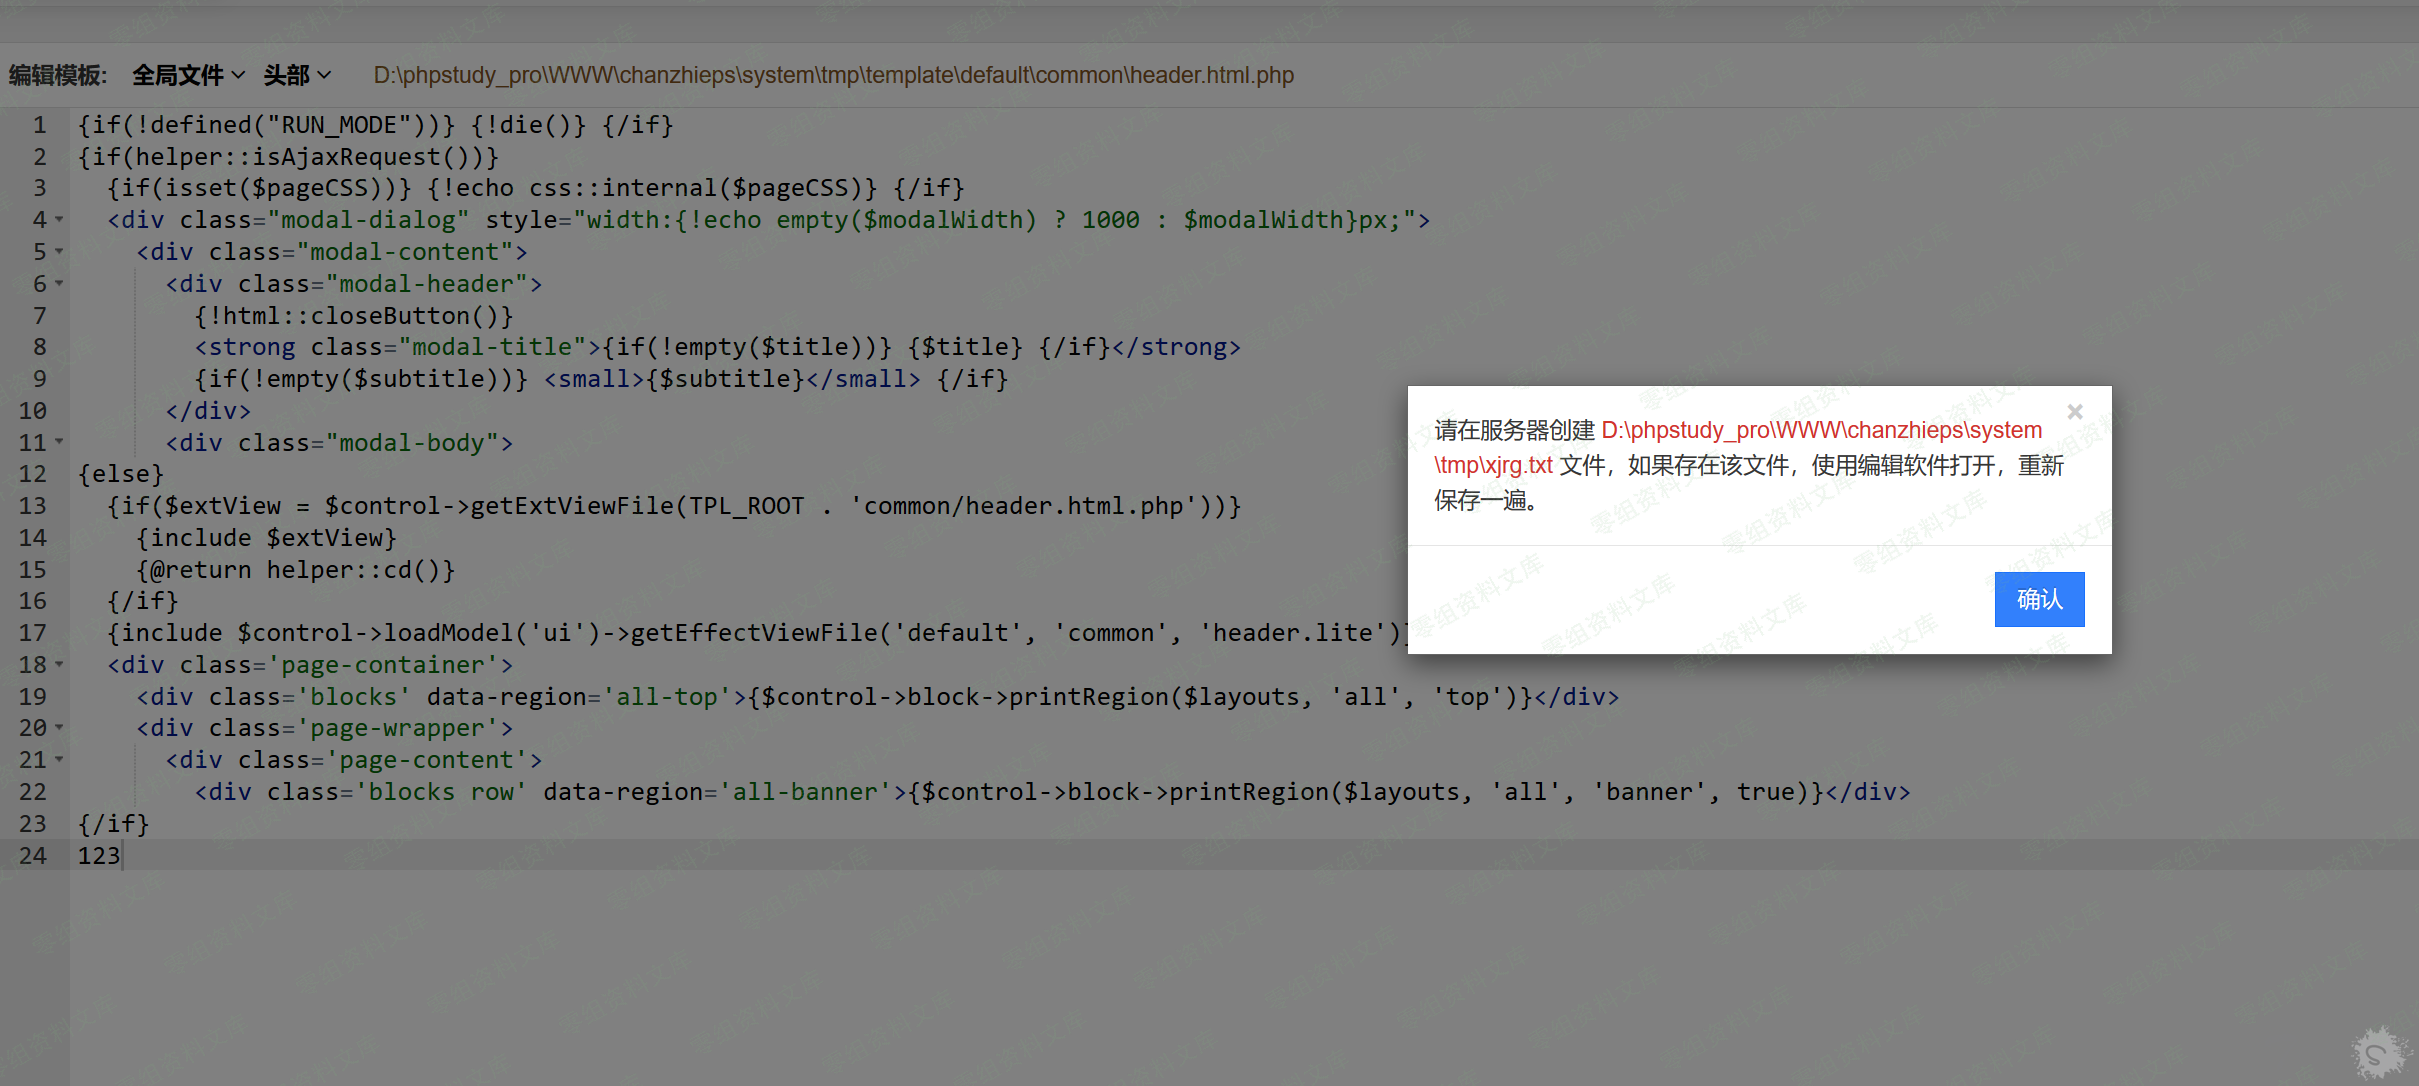 编辑模板: 全局文件 头部 D:\phpstudy_pro\WWW\chanzhieps\system\tmp\template\default\common\header.html.php
1 {if(!defined("RUN_MODE"))} {!die()} {/if}
2 {if(helper::isAjaxRequest())}
3 {if(isset($pageCSS))} {!echo css::internal($pageCSS)} {/if}
4 <div class="modal-dialog" style="width:{!echo empty($modalWidth) ? 1000 : $modalWidth}px;">
5 <div class="modal-content">
6 <div class="modal-header">
7 {!html::closeButton()}
8 <strong class="modal-title">{if(!empty($title))} {$title} {/if}</strong>
9 {if(!empty($subtitle))} <small>{$subtitle}</small> {/if}
10 </div>
11 <div class="modal-body">
12 {else}
13 {if($extView = $control->getExtViewFile(TPL_ROOT . 'common/header.html.php'))}
14 {include $extView}
15 {@return helper::cd()}
16 {/if}
17 {include $control->loadModel('ui')->getEffectViewFile('default', 'common', 'header.lite')}
18 <div class='page-container'>
19 <div class='blocks' data-region='all-top'>{$control->block->printRegion($layouts, 'all', 'top')}</div>
20 <div class='page-wrapper'>
21 <div class='page-content'>
22 <div class='blocks row' data-region='all-banner'>{$control->block->printRegion($layouts, 'all', 'banner', true)}</div>
23 {/if}
24 123
×
请在服务器创建 D:\phpstudy_pro\WWW\chanzhieps\system
\tmp\xjrg.txt 文件，如果存在该文件，使用编辑软件打开，重新
保存一遍。
确认
零组资料文库